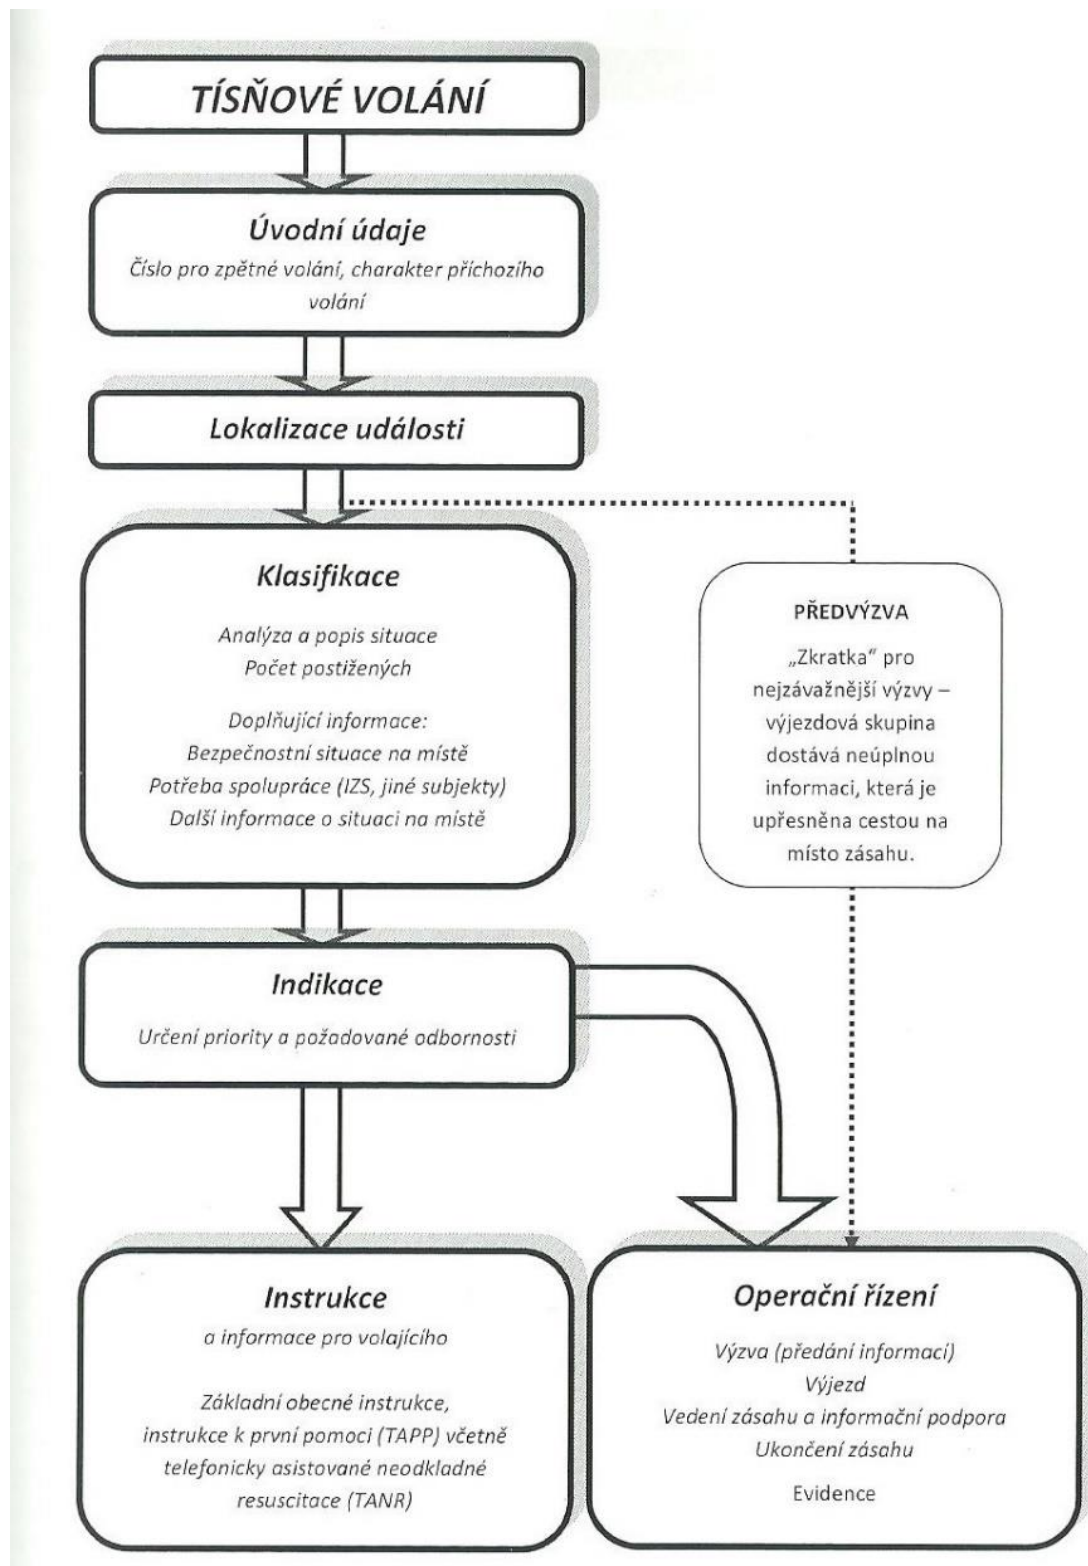 TÍSŇOVÉ VOLÁNÍ
Úvodní údaje
Číslo pro zpětné volání, charakter příchozího
volání
Lokalizace události
Klasifikace
Analýza a popis situace
Počet postižených
Doplňující informace:
Bezpečnostní situace na místě
Potřeba spolupráce (IZS, jiné subjekty)
Další informace o situaci na místě
PŘEDVÝZVA
„Zkratka“ pro
nejzávažnější výzvy –
výjezdová skupina
dostává neúplnou
informaci, která je
upřesněna cestou na
místo zásahu.
Indikace
Určení priority a požadované odbornosti
Instrukce
a informace pro volajícího
Základní obecné instrukce,
instrukce k první pomoci (TAPP) včetně
telefonicky asistované neodkladné
resuscitace (TANR)
Operační řízení
Výzva (předání informací)
Výjezd
Vedení zásahu a informační podpora
Ukončení zásahu
Evidence